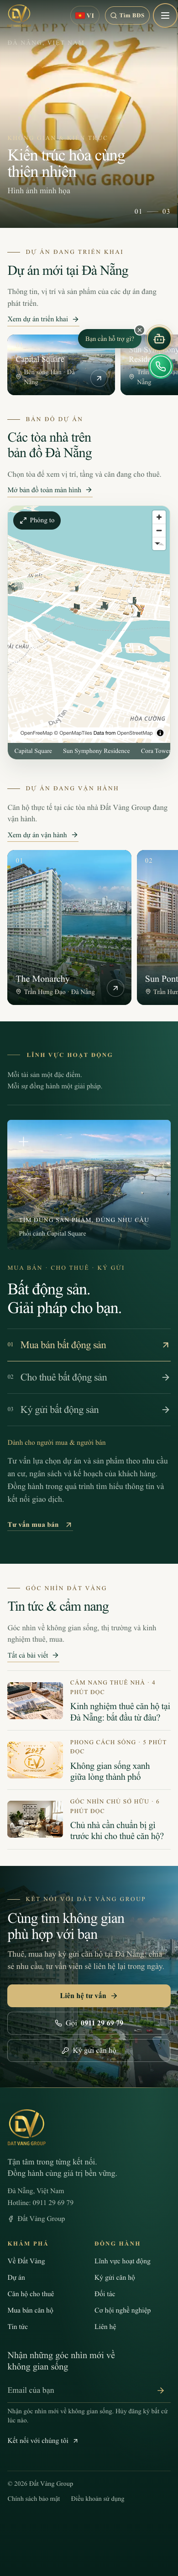 VI
Tìm BĐS
ĐÀ NẴNG, VIỆT NAM
Kiến trúc hòa cùng
thiên nhiên
Hình ảnh minh họa
ĐẤT VÀNG GROUP
01 03
DỰ ÁN ĐANG TRIỂN KHAI
Dự án mới tại Đà Nẵng
Thông tin, vị trí và sản phẩm của các dự án đang
phát triển.
Xem dự án triển khai
Bạn cần hỗ trợ gì?
Capital Square
Đà Nẵng
Nẵng
BẢN ĐỒ DỰ ÁN
Các tòa nhà trên
bản đồ Đà Nẵng
Chọn tòa để xem vị trí, tầng và căn đang cho thuê.
Mở bản đồ toàn màn hình
Phóng to
HÒA CƯỜNG
OpenFreeMap © OpenMapTiles Data from OpenStreetMap
Capital Square Sun Symphony Residence Cora Tower
DỰ ÁN ĐANG VẬN HÀNH
Căn hộ thực tế tại các tòa nhà Đất Vàng Group đang
vận hành.
Xem dự án vận hành
01
The Monarchy
Trần Hưng Đạo · Đà Nẵng
02
Sun Pont
Trần Hưn
LĨNH VỰC HOẠT ĐỘNG
Mỗi tài sản một đặc điểm.
Mỗi sự đồng hành một giải pháp.
TÌM ĐÚNG SẢN PHẨM, ĐÚNG NHU CẦU
Phối cảnh Capital Square
MUA BÁN · CHO THUÊ · KÝ GỬI
Bất động sản.
Giải pháp cho bạn.
01 Mua bán bất động sản
02 Cho thuê bất động sản
03 Ký gửi bất động sản
Dành cho người mua & người bán
Tư vấn lựa chọn dự án và sản phẩm theo nhu cầu
an cư, ngân sách và kế hoạch của khách hàng.
Đồng hành trong quá trình tìm hiểu thông tin và
kết nối giao dịch.
Tư vấn mua bán
GÓC NHÌN ĐẤT VÀNG
Tin tức & cẩm nang
Góc nhìn về không gian sống, thị trường và kinh
nghiệm thuê, mua.
Tất cả bài viết
CẨM NANG THUÊ NHÀ · 4
PHÚT ĐỌC
Kinh nghiệm thuê căn hộ tại
Đà Nẵng: bắt đầu từ đâu?
PHONG CÁCH SỐNG · 5 PHÚT
ĐỌC
Không gian sống xanh
giữa lòng thành phố
GÓC NHÌN CHỦ SỞ HỮU · 6
PHÚT ĐỌC
Chủ nhà cần chuẩn bị gì
trước khi cho thuê căn hộ?
KẾT NỐI VỚI ĐẤT VÀNG GROUP
Cùng tìm không gian
phù hợp với bạn
Thuê, mua hay ký gửi căn hộ tại Đà Nẵng: chia
sẻ nhu cầu, tư vấn viên sẽ liên hệ lại trong ngày.
Liên hệ tư vấn
Gọi 0911 29 69 79
Ký gửi căn hộ
ĐẤT VÀNG GROUP
Tận tâm trong từng kết nối.
Đồng hành cùng giá trị bền vững.
Đà Nẵng, Việt Nam
Hotline: 0911 29 69 79
Đất Vàng Group
KHÁM PHÁ
Về Đất Vàng
Dự án
Căn hộ cho thuê
Mua bán căn hộ
Tin tức
ĐỒNG HÀNH
Lĩnh vực hoạt động
Ký gửi căn hộ
Đối tác
Cơ hội nghề nghiệp
Liên hệ
Nhận những góc nhìn mới về
không gian sống
Email của bạn
Nhận góc nhìn mới về không gian sống. Hủy đăng ký bất cứ
lúc nào.
Kết nối với chúng tôi
© 2026 Đất Vàng Group
Chính sách bảo mật Điều khoản sử dụng